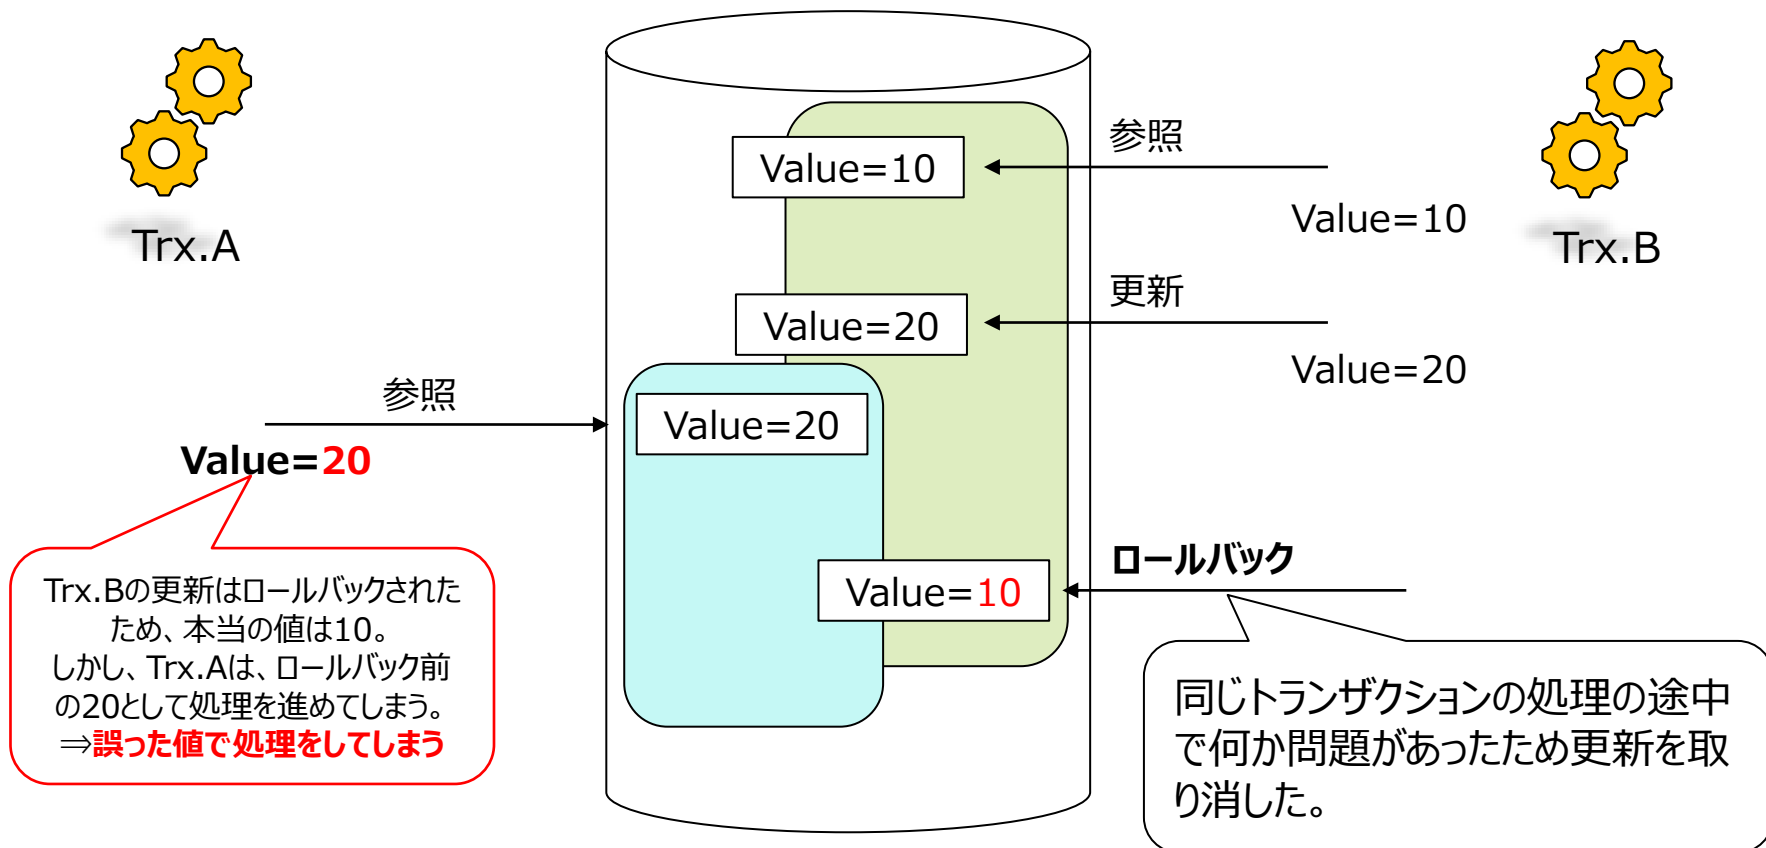 Trx.A
Trx.B
Value=10
参照
Value=10
Value=20
更新
Value=20
参照
Value=20
Value=20
Trx.Bの更新はロールバックされた
ため、本当の値は10。
しかし、Trx.Aは、ロールバック前
の20として処理を進めてしまう。
⇒誤った値で処理をしてしまう
Value=10
ロールバック
同じトランザクションの処理の途中
で何か問題があったため更新を取
り消した。